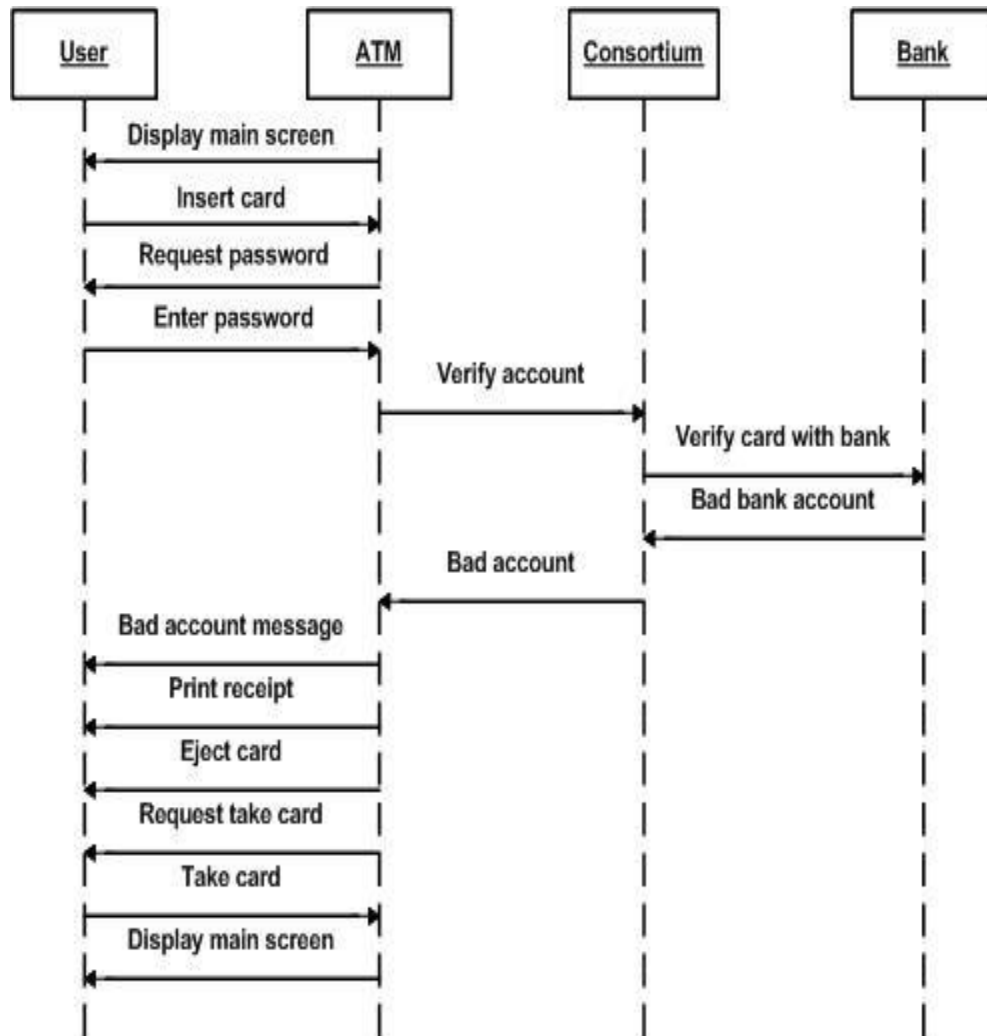 User
ATM
Consortium
Bank
Display main screen
Insert card
Request password
Enter password
Verify account
Verify card with bank
Bad bank account
Bad account
Bad account message
Print receipt
Eject card
Request take card
Take card
Display main screen